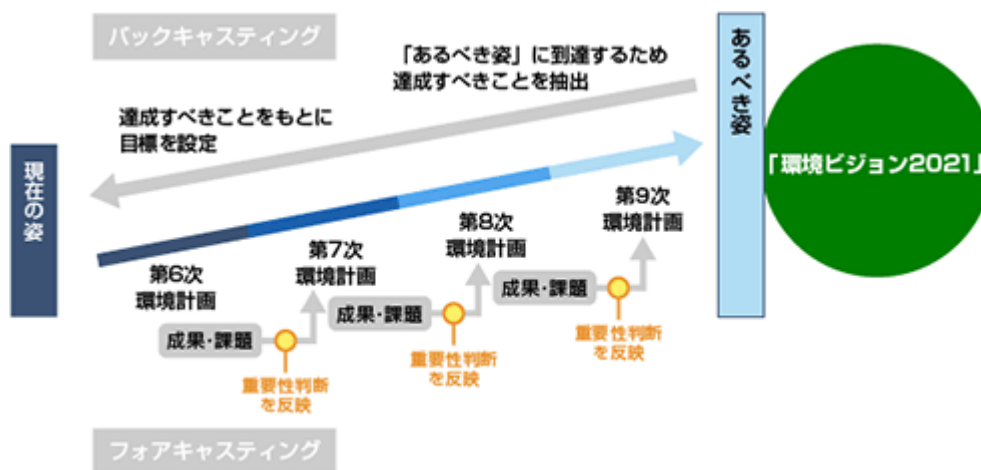 バックキャスティング
「あるべき姿」に到達するため
達成すべきことを抽出
達成すべきことをもとに
目標を設定
現在の姿
あるべき姿
「環境ビジョン2021」
第6次
環境計画
第7次
環境計画
第8次
環境計画
第9次
環境計画
成果・課題
重要性判断
を反映
成果・課題
重要性判断
を反映
成果・課題
重要性判断
を反映
フォアキャスティング